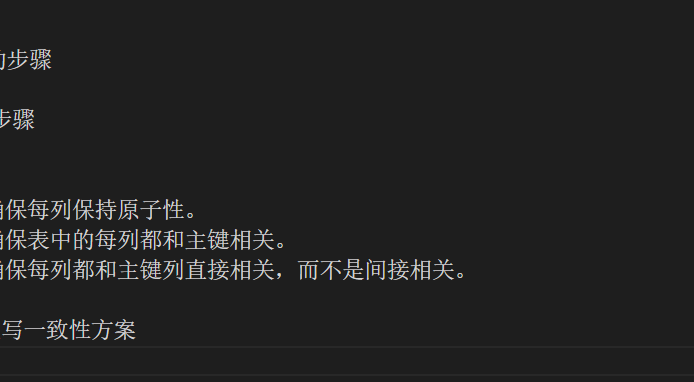 的步骤
步骤
确保每列保持原子性。
确保表中的每列都和主键相关。
确保每列都和主键列直接相关，而不是间接相关。
写一致性方案